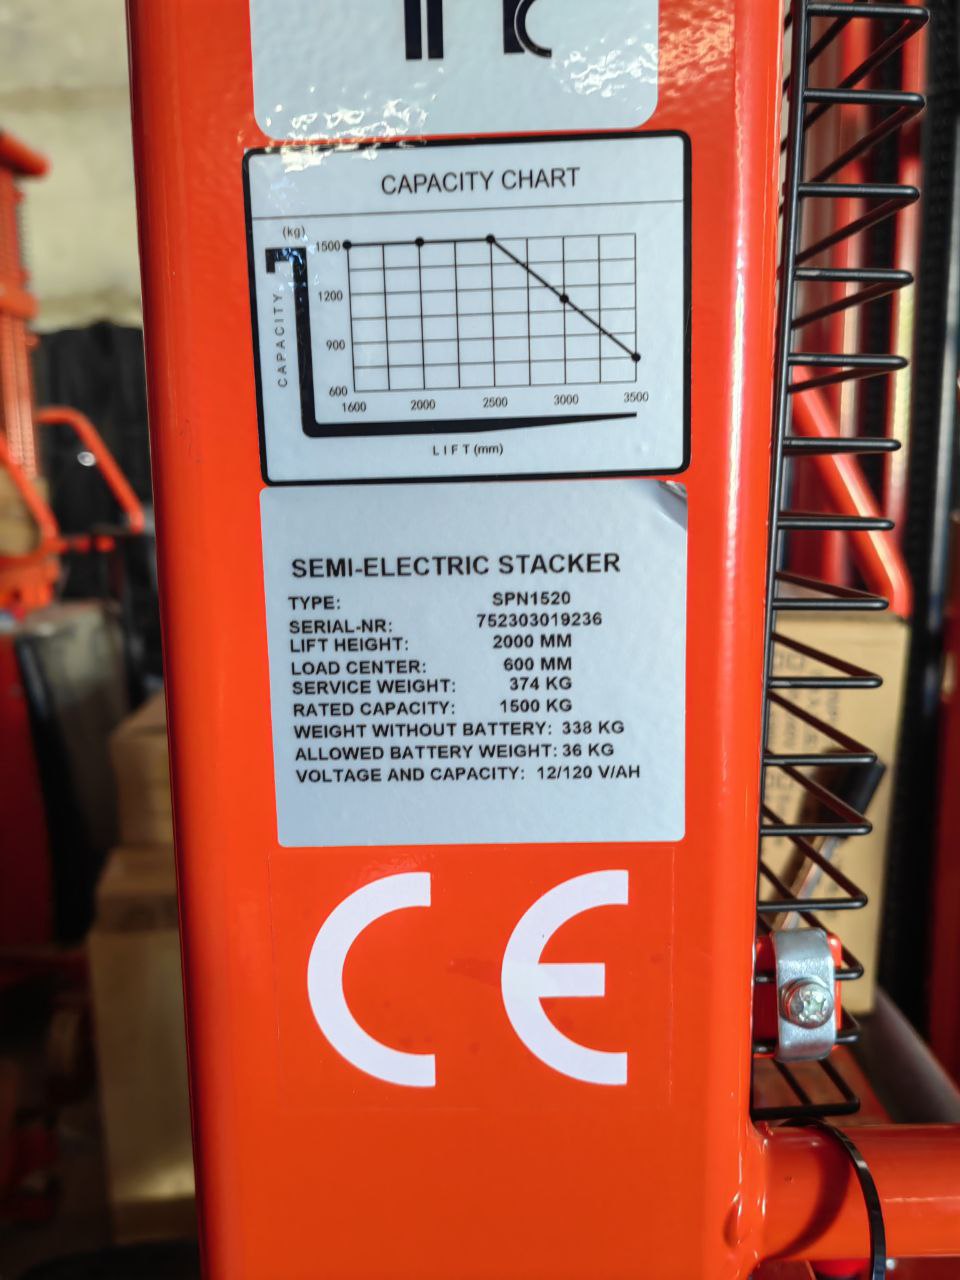 CAPACITY CHART
(kg)
1500
1200
900
600
CAPACITY
1600 2000 2500 3000 3500
LIFT (mm)
SEMI-ELECTRIC STACKER
TYPE: SPN1520
SERIAL-NR: 752303019236
LIFT HEIGHT: 2000 MM
LOAD CENTER: 600 MM
SERVICE WEIGHT: 374 KG
RATED CAPACITY: 1500 KG
WEIGHT WITHOUT BATTERY: 338 KG
ALLOWED BATTERY WEIGHT: 36 KG
VOLTAGE AND CAPACITY: 12/120 V/AH
CE